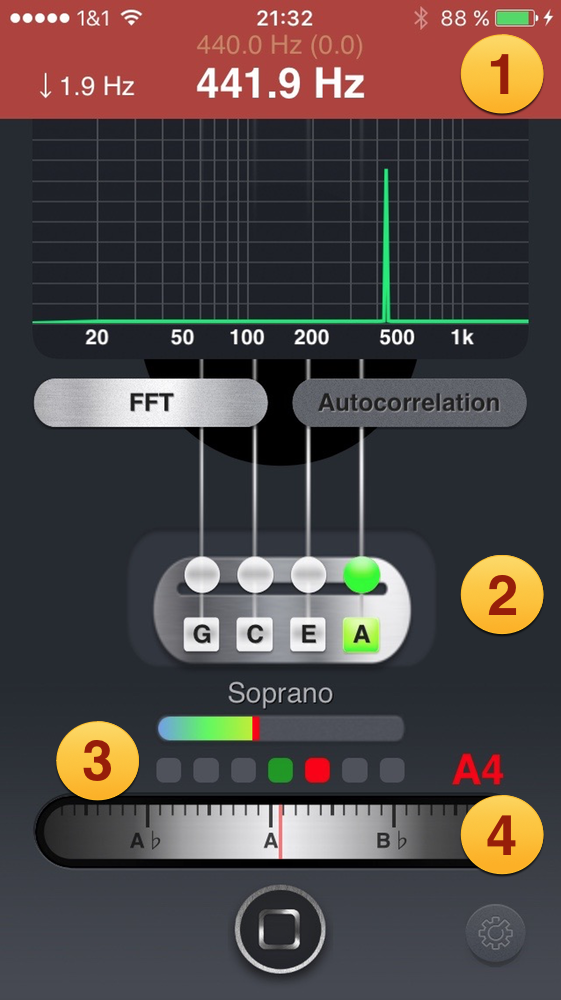 ●●●●● 1&1 21:32 88 %
440.0 Hz (0.0)
↓ 1.9 Hz 441.9 Hz 1
20 50 100 200 500 1k
FFT Autocorrelation
2
G C E A
Soprano
3 A4
A♭ A B♭ 4